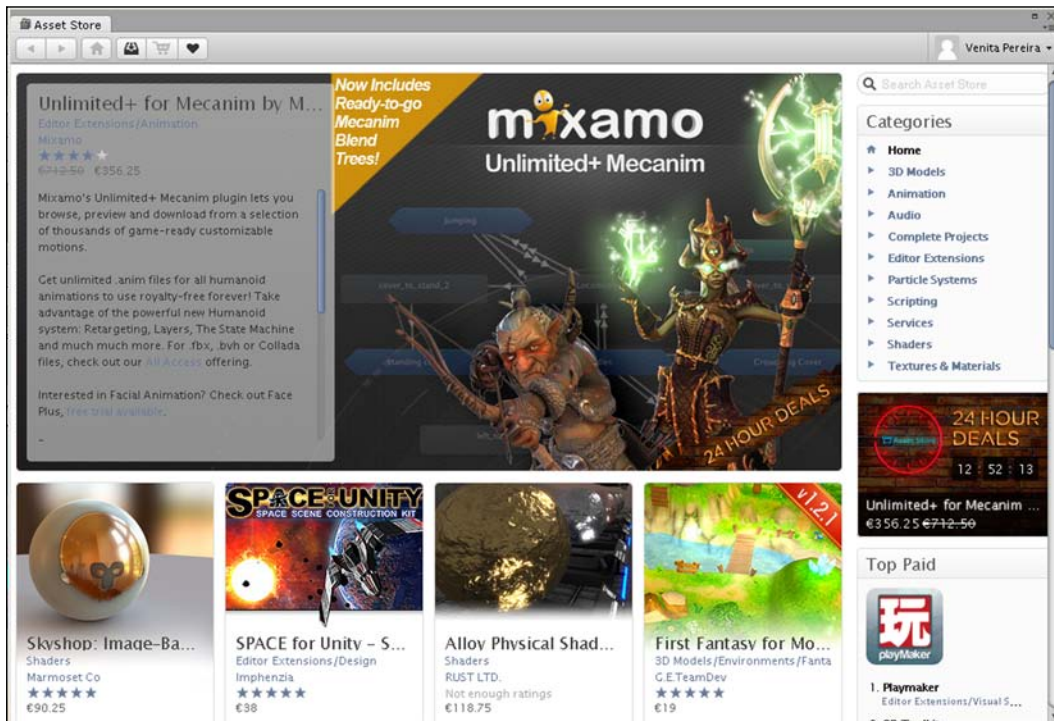 Asset Store
Venita Pereira
Unlimited+ for Mecanim by M...
Editor Extensions/Animation
Mixamo
€712.50 €356.25
Mixamo's Unlimited+ Mecanim plugin lets you
browse, preview and download from a selection
of thousands of game-ready customizable
motions.
Get unlimited .anim files for all humanoid
animations to use royalty-free forever! Take
advantage of the powerful new Humanoid
system: Retargeting, Layers, The State Machine
and much much more. For .fbx, .bvh or Collada
files, check out our All Access offering.
Interested in Facial Animation? Check out Face
Plus, free trial available.
-
Now Includes
Ready-to-go
Mecanim
Blend
Trees!
mixamo
Unlimited+ Mecanim
Jumping
cover_to_stand_2
24 HOUR DEALS
Search Asset Store
Categories
Home
3D Models
Animation
Audio
Complete Projects
Editor Extensions
Particle Systems
Scripting
Services
Shaders
Textures & Materials
Asset Store
24 HOUR
DEALS
12 : 52 : 13
Unlimited+ for Mecanim ...
€356.25 €712.50
Top Paid
玩
playMaker
1. Playmaker
Editor Extensions/Visual S...
Skyshop: Image-Ba...
Shaders
Marmoset Co
€90.25
SPACE for UNITY
SPACE SCENE CONSTRUCTION KIT
SPACE for Unity - S...
Editor Extensions/Design
Imphenzia
€38
Alloy Physical Shad...
Shaders
RUST LTD.
Not enough ratings
€118.75
v1.2.1
First Fantasy for Mo...
3D Models/Environments/Fanta
G.E.TeamDev
€19